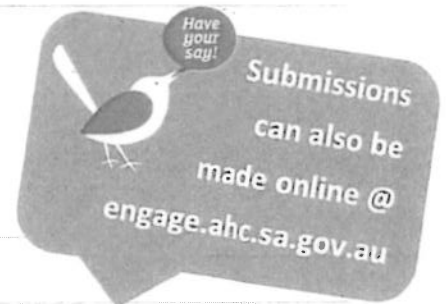 Have
your
say!
Submissions
can also be
made online @
engage.ahc.sa.gov.au